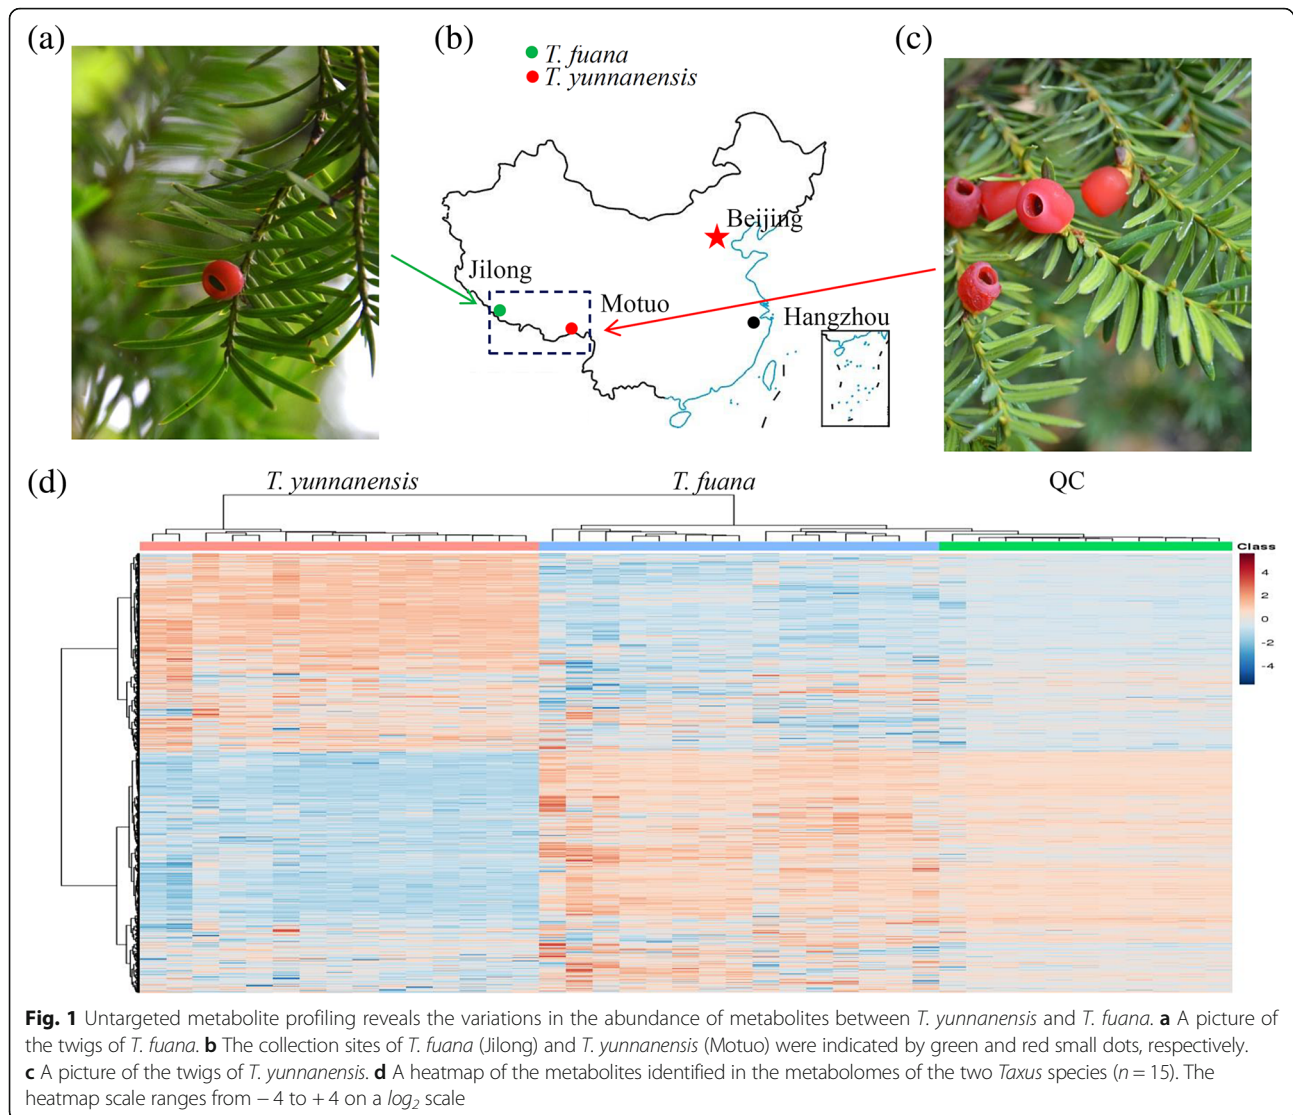 (a)
(b)
(c)
T. fuana
T. yunnanensis
Beijing
Jilong
Motuo
Hangzhou
(d)
T. yunnanensis
T. fuana
QC
Class
4
2
0
-2
-4
Fig. 1 Untargeted metabolite profiling reveals the variations in the abundance of metabolites between T. yunnanensis and T. fuana. a A picture of
the twigs of T. fuana. b The collection sites of T. fuana (Jilong) and T. yunnanensis (Motuo) were indicated by green and red small dots, respectively.
c A picture of the twigs of T. yunnanensis. d A heatmap of the metabolites identified in the metabolomes of the two Taxus species (n = 15). The
heatmap scale ranges from − 4 to + 4 on a log2 scale